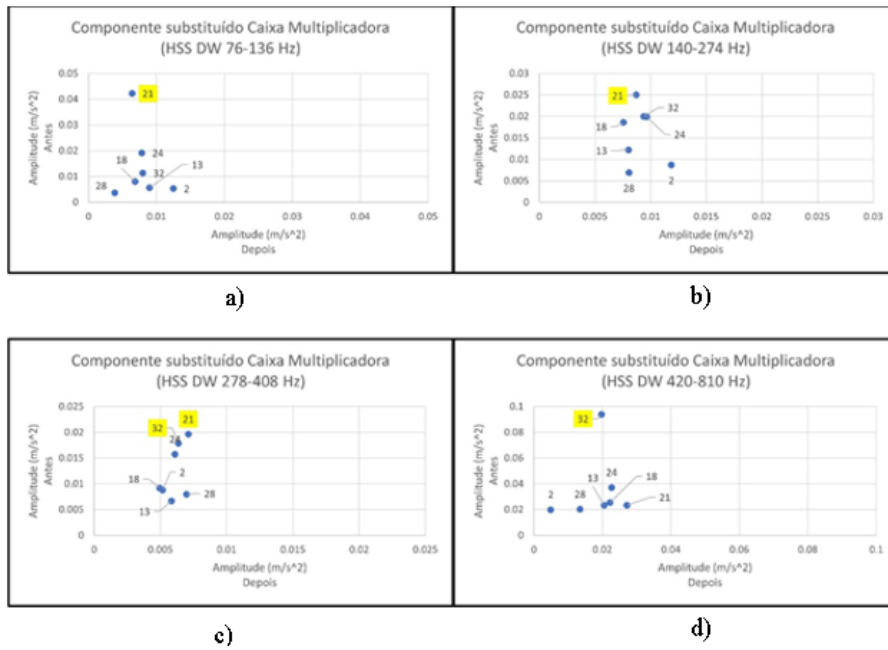 Componente substituído Caixa Multiplicadora
(HSS DW 76-136 Hz)
Amplitude (m/s^2)
Antes
0.05
0.04
0.03
0.02
0.01
0
21
24
18
13
32
28
2
0
0.01
0.02
0.03
0.04
0.05
Amplitude (m/s^2)
Depois
a)
Componente substituído Caixa Multiplicadora
(HSS DW 140-274 Hz)
Amplitude (m/s^2)
Antes
0.03
0.025
0.02
0.015
0.01
0.005
0
21
32
18
24
13
28
2
0
0.005
0.01
0.015
0.02
0.025
0.03
Amplitude (m/s^2)
Depois
b)
Componente substituído Caixa Multiplicadora
(HSS DW 278-408 Hz)
Amplitude (m/s^2)
Antes
0.025
0.02
0.015
0.01
0.005
0
21
32
24
18
2
28
13
0
0.005
0.01
0.015
0.02
0.025
Amplitude (m/s^2)
Depois
c)
Componente substituído Caixa Multiplicadora
(HSS DW 420-810 Hz)
Amplitude (m/s^2)
Antes
0.1
0.08
0.06
0.04
0.02
0
32
24
2
28
13
18
21
0
0.02
0.04
0.06
0.08
0.1
Amplitude (m/s^2)
Depois
d)